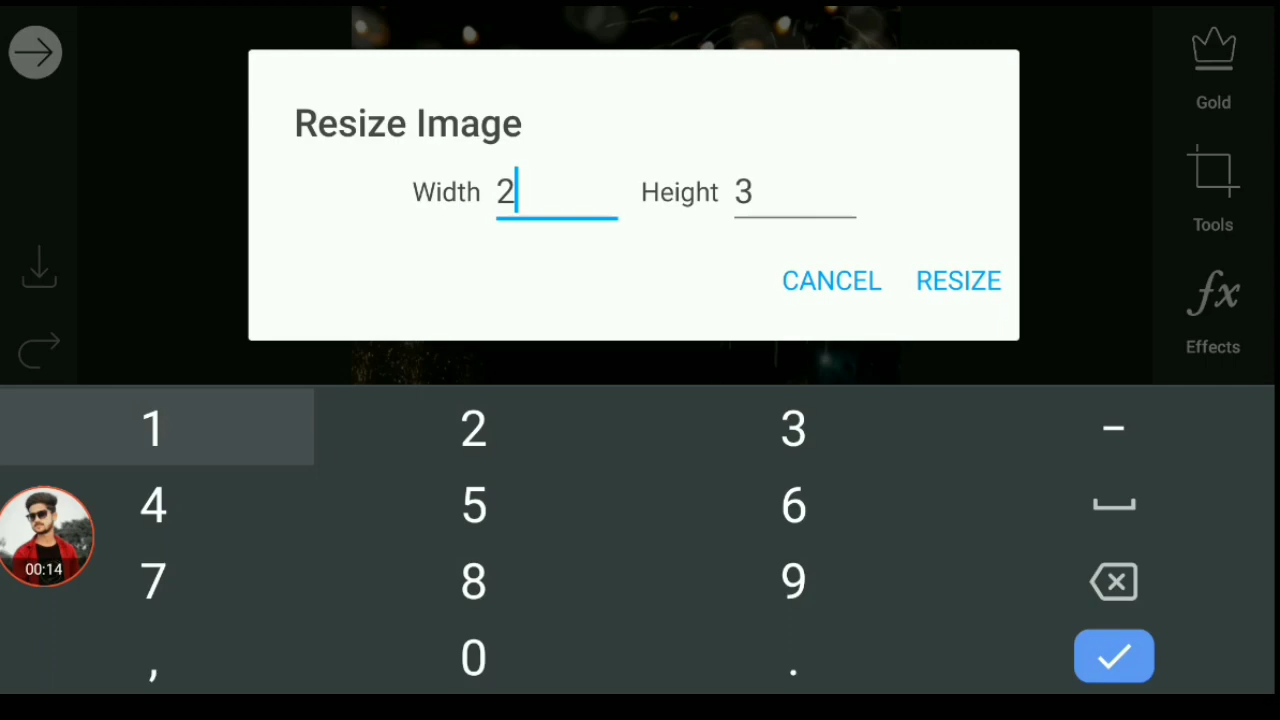 Gold
Resize Image
Width 2 Height 3
Tools
CANCEL RESIZE
fx
Effects
1 2 3 –
4 5 6
00:14
7 8 9
, 0 .